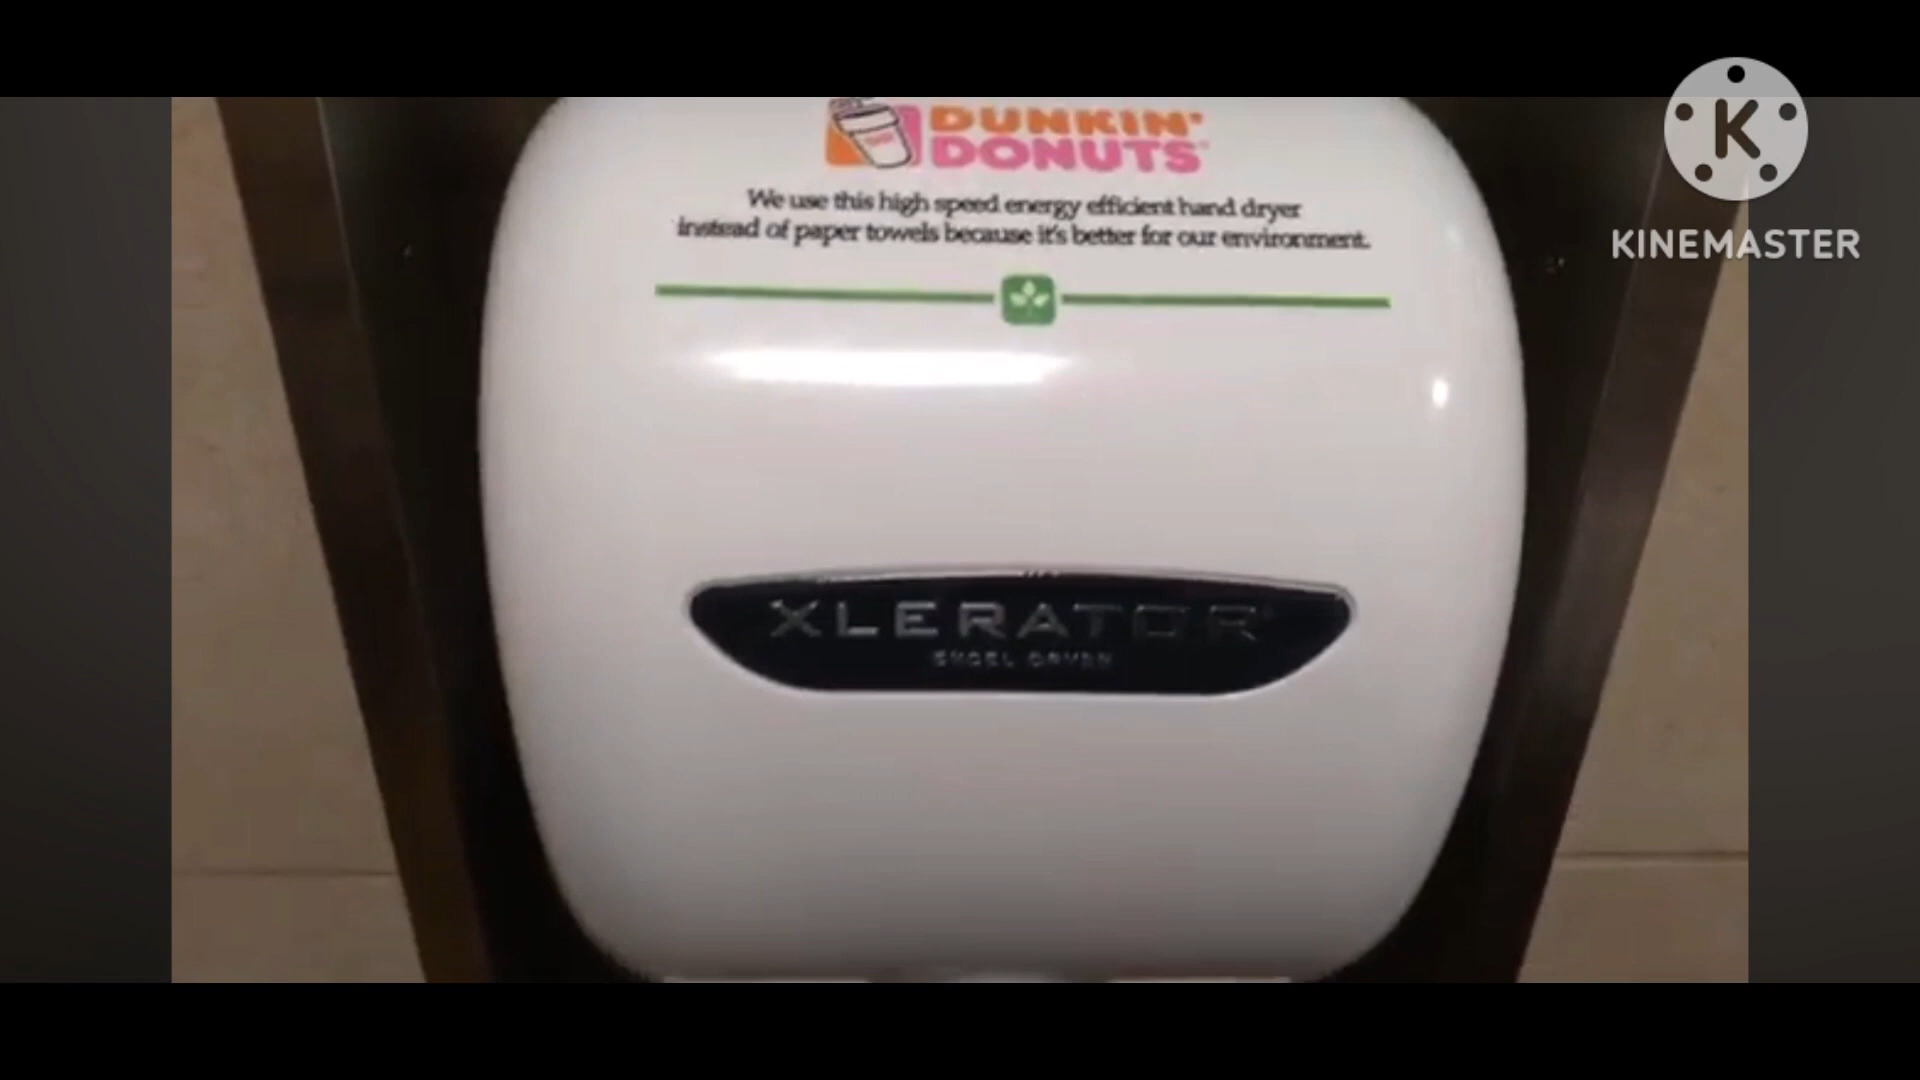 DUNKIN'
DONUTS
We use this high speed energy efficient hand dryer
instead of paper towels because it's better for our environment.
XLERATOR®
K
KINEMASTER